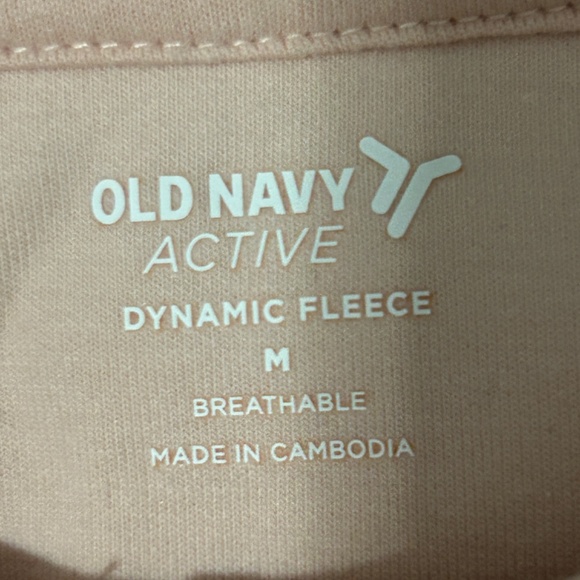 OLD NAVY
ACTIVE
DYNAMIC FLEECE
M
BREATHABLE
MADE IN CAMBODIA